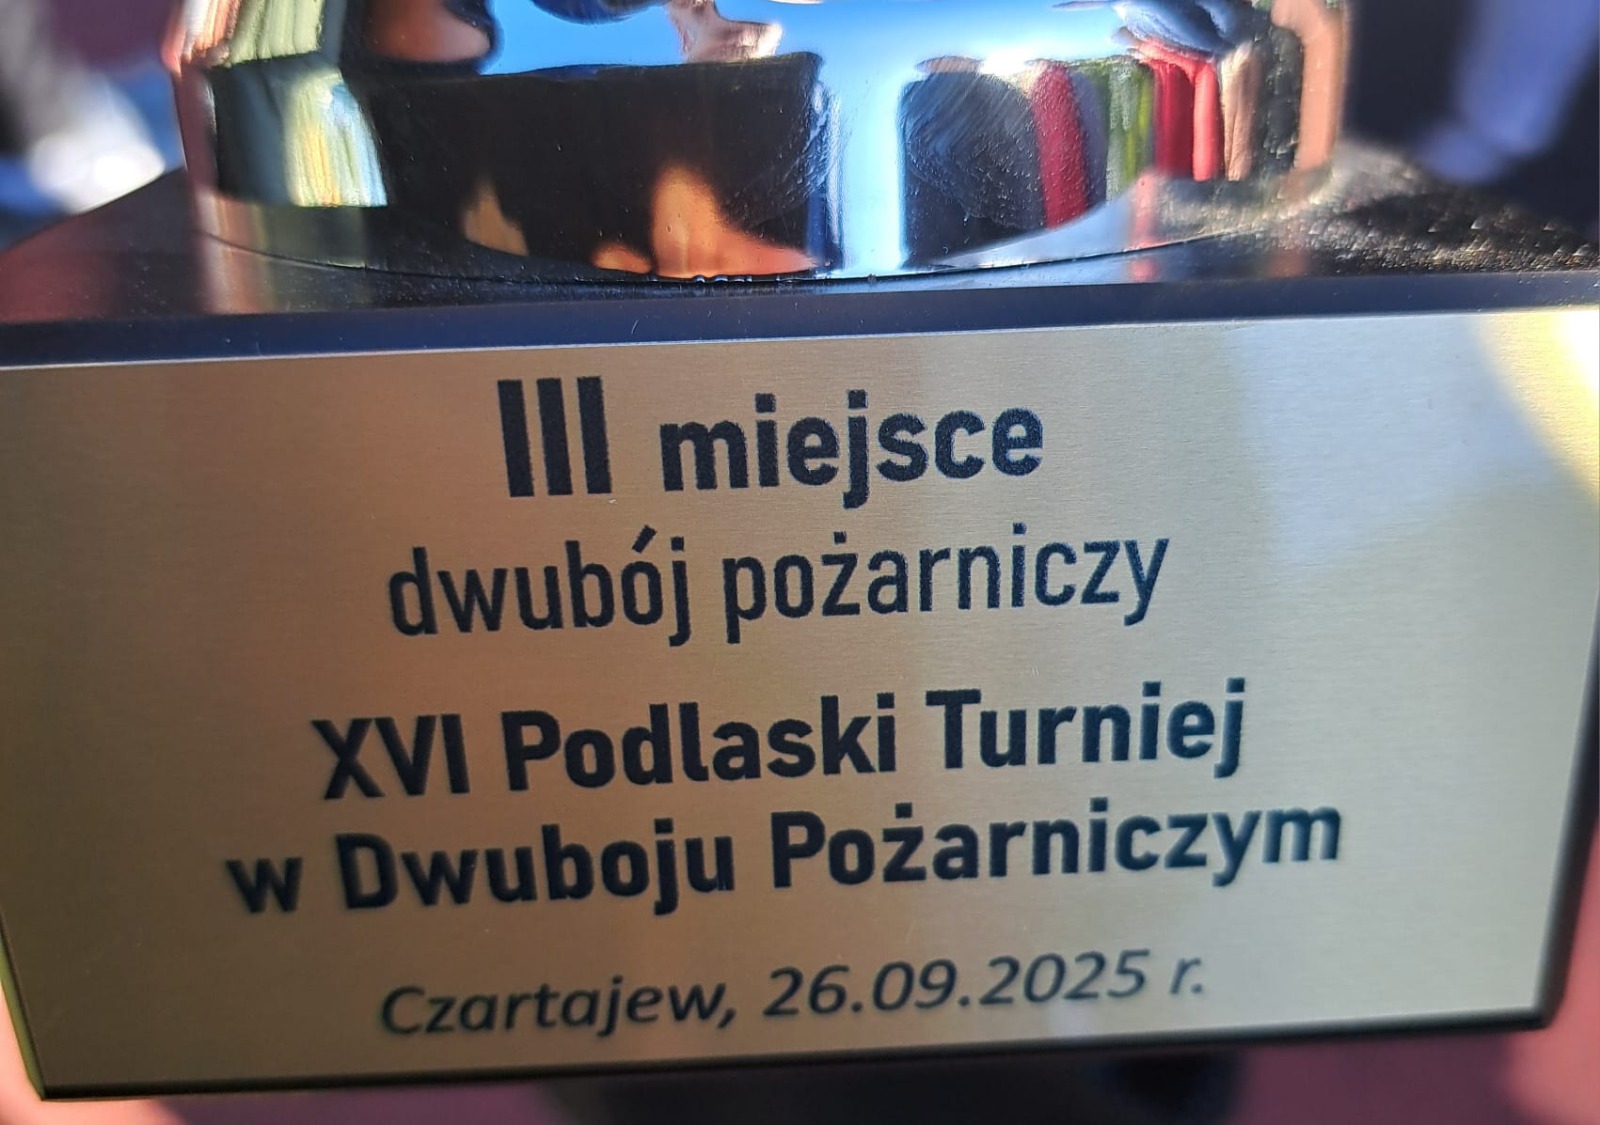 III miejsce
dwubój pożarniczy
XVI Podlaski Turniej
w Dwuboju Pożarniczym
Czartajew, 26.09.2025 r.